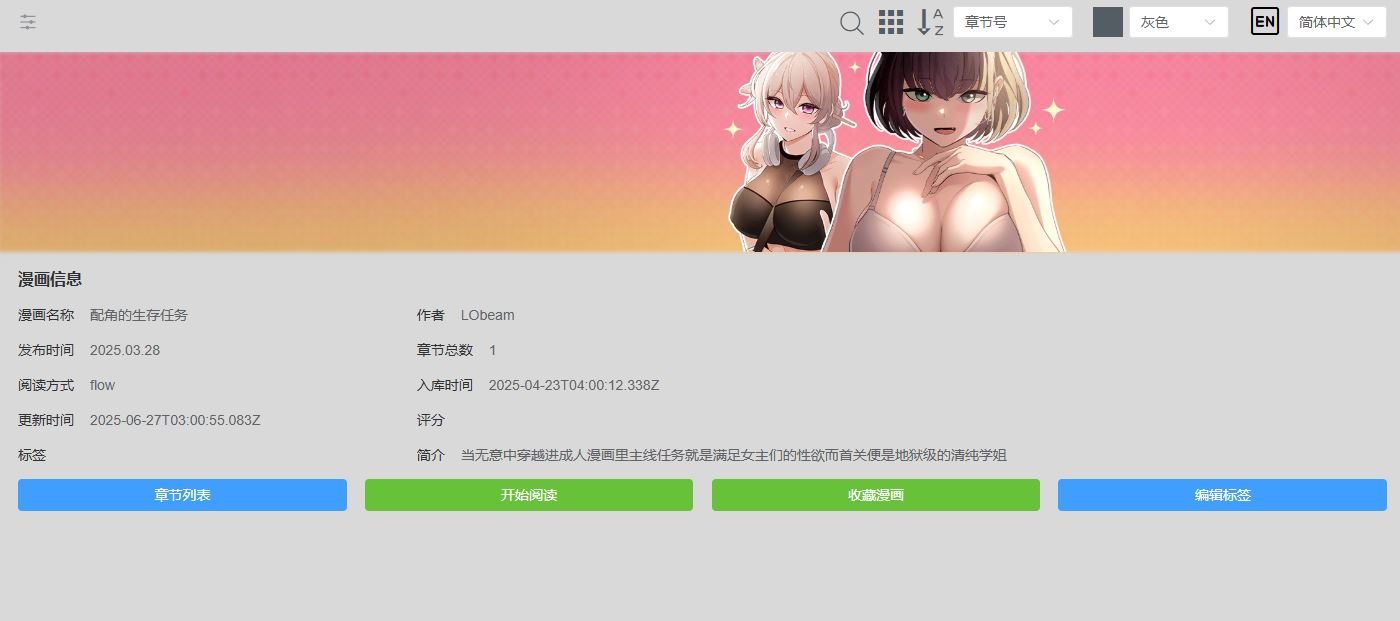 章节号 灰色 EN 简体中文
漫画信息
漫画名称 配角的生存任务 作者 LObeam
发布时间 2025.03.28 章节总数 1
阅读方式 flow 入库时间 2025-04-23T04:00:12.338Z
更新时间 2025-06-27T03:00:55.083Z 评分
标签 简介 当无意中穿越进成人漫画里主线任务就是满足女主们的性欲而首关便是地狱级的清纯学姐
章节列表 开始阅读 收藏漫画 编辑标签